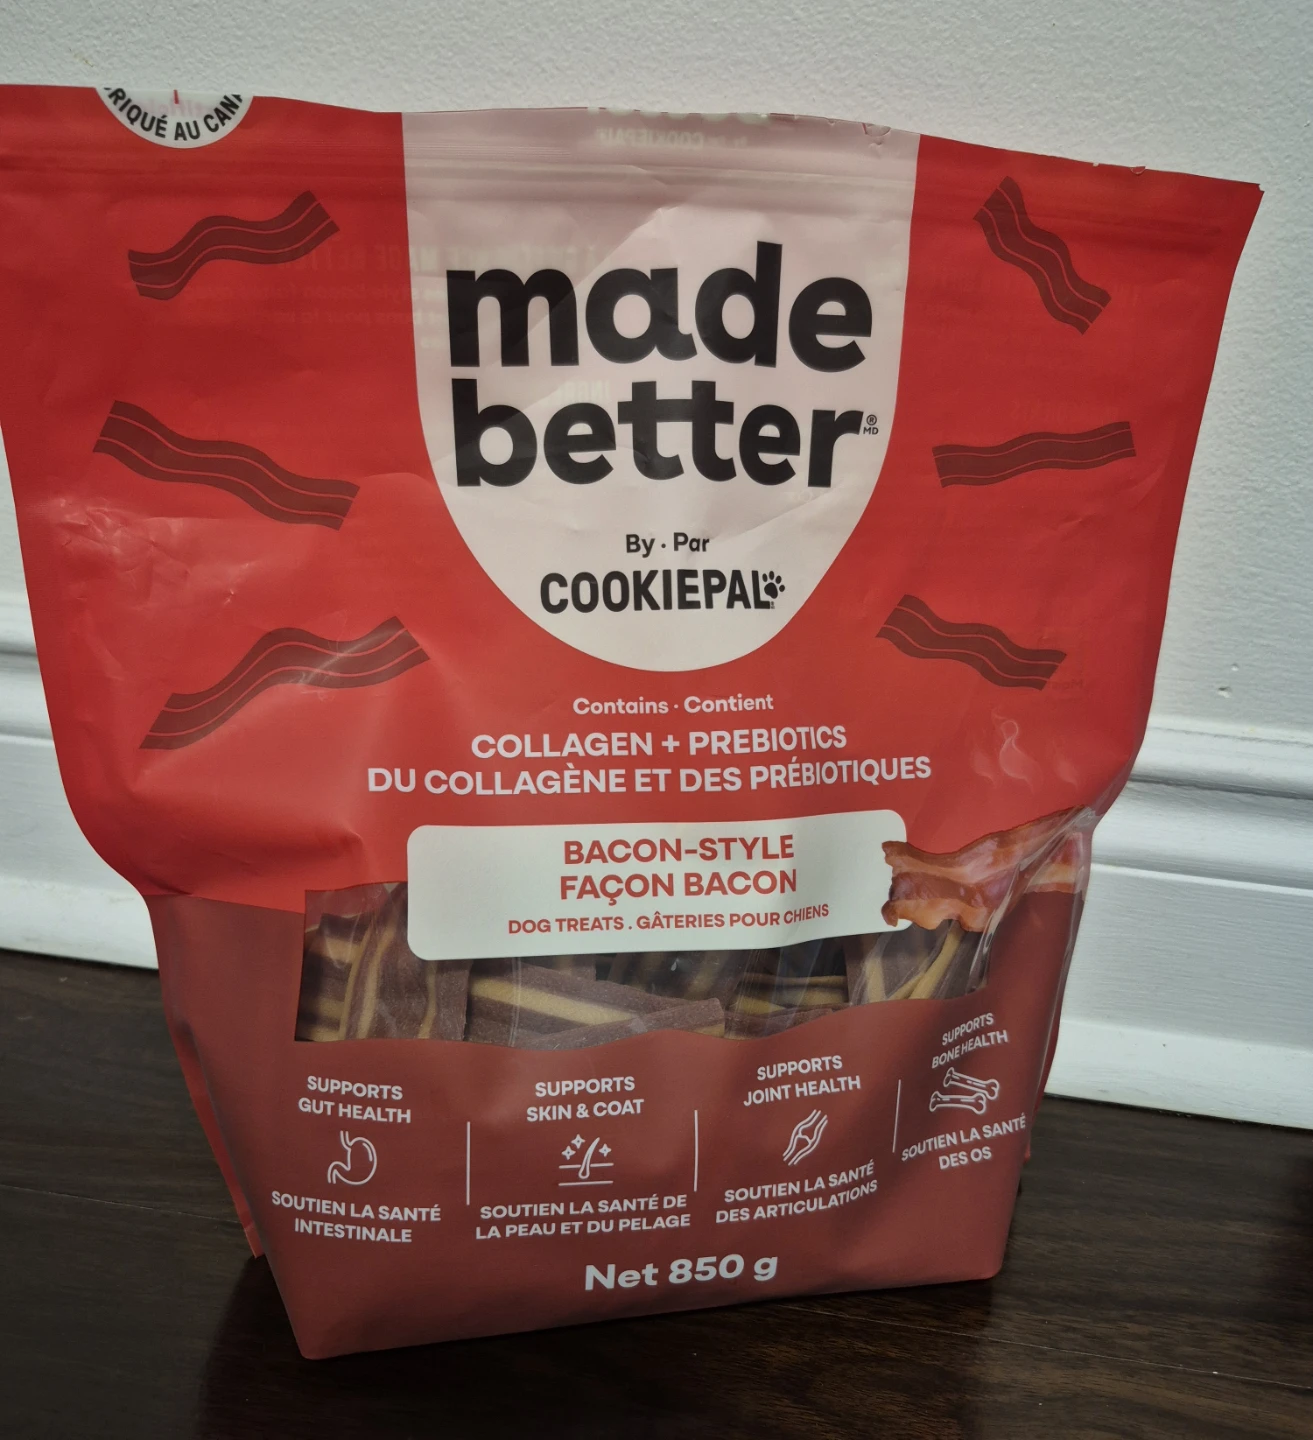 RIQUÉ AU CAN
made
better ®
MD
By · Par
COOKIEPAL
Contains · Contient
COLLAGEN + PREBIOTICS
DU COLLAGÈNE ET DES PRÉBIOTIQUES
BACON-STYLE
FAÇON BACON
DOG TREATS . GÂTERIES POUR CHIENS
SUPPORTS
GUT HEALTH
SOUTIEN LA SANTÉ
INTESTINALE
SUPPORTS
SKIN & COAT
SOUTIEN LA SANTÉ DE
LA PEAU ET DU PELAGE
SUPPORTS
JOINT HEALTH
SOUTIEN LA SANTÉ
DES ARTICULATIONS
SUPPORTS
BONE HEALTH
SOUTIEN LA SANTÉ
DES OS
Net 850 g